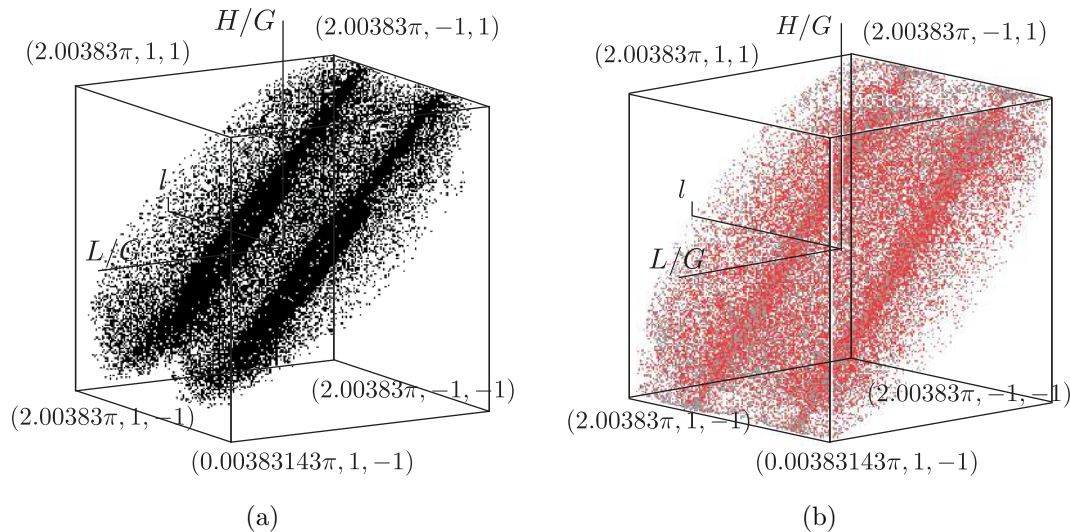 H/G
(2.00383π, 1, 1)
(2.00383π, −1, 1)
l
L/G
(2.00383π, 1, −1)
(2.00383π, −1, −1)
(0.00383143π, 1, −1)
(a)
H/G
(2.00383π, 1, 1)
(2.00383π, −1, 1)
l
L/G
(2.00383π, 1, −1)
(2.00383π, −1, −1)
(0.00383143π, 1, −1)
(b)